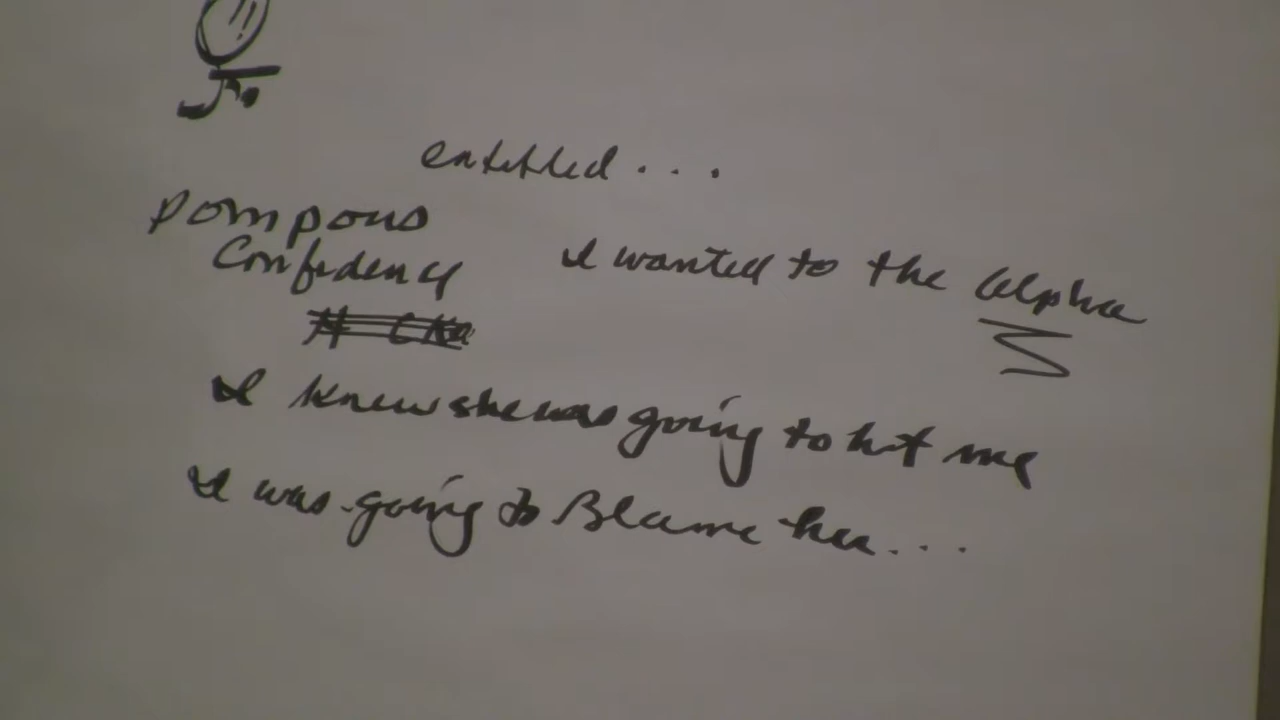 entitled...
Pompous
Confidency
I wanted to the alpha
I knew she was going to hit me
I was going to Blame her...